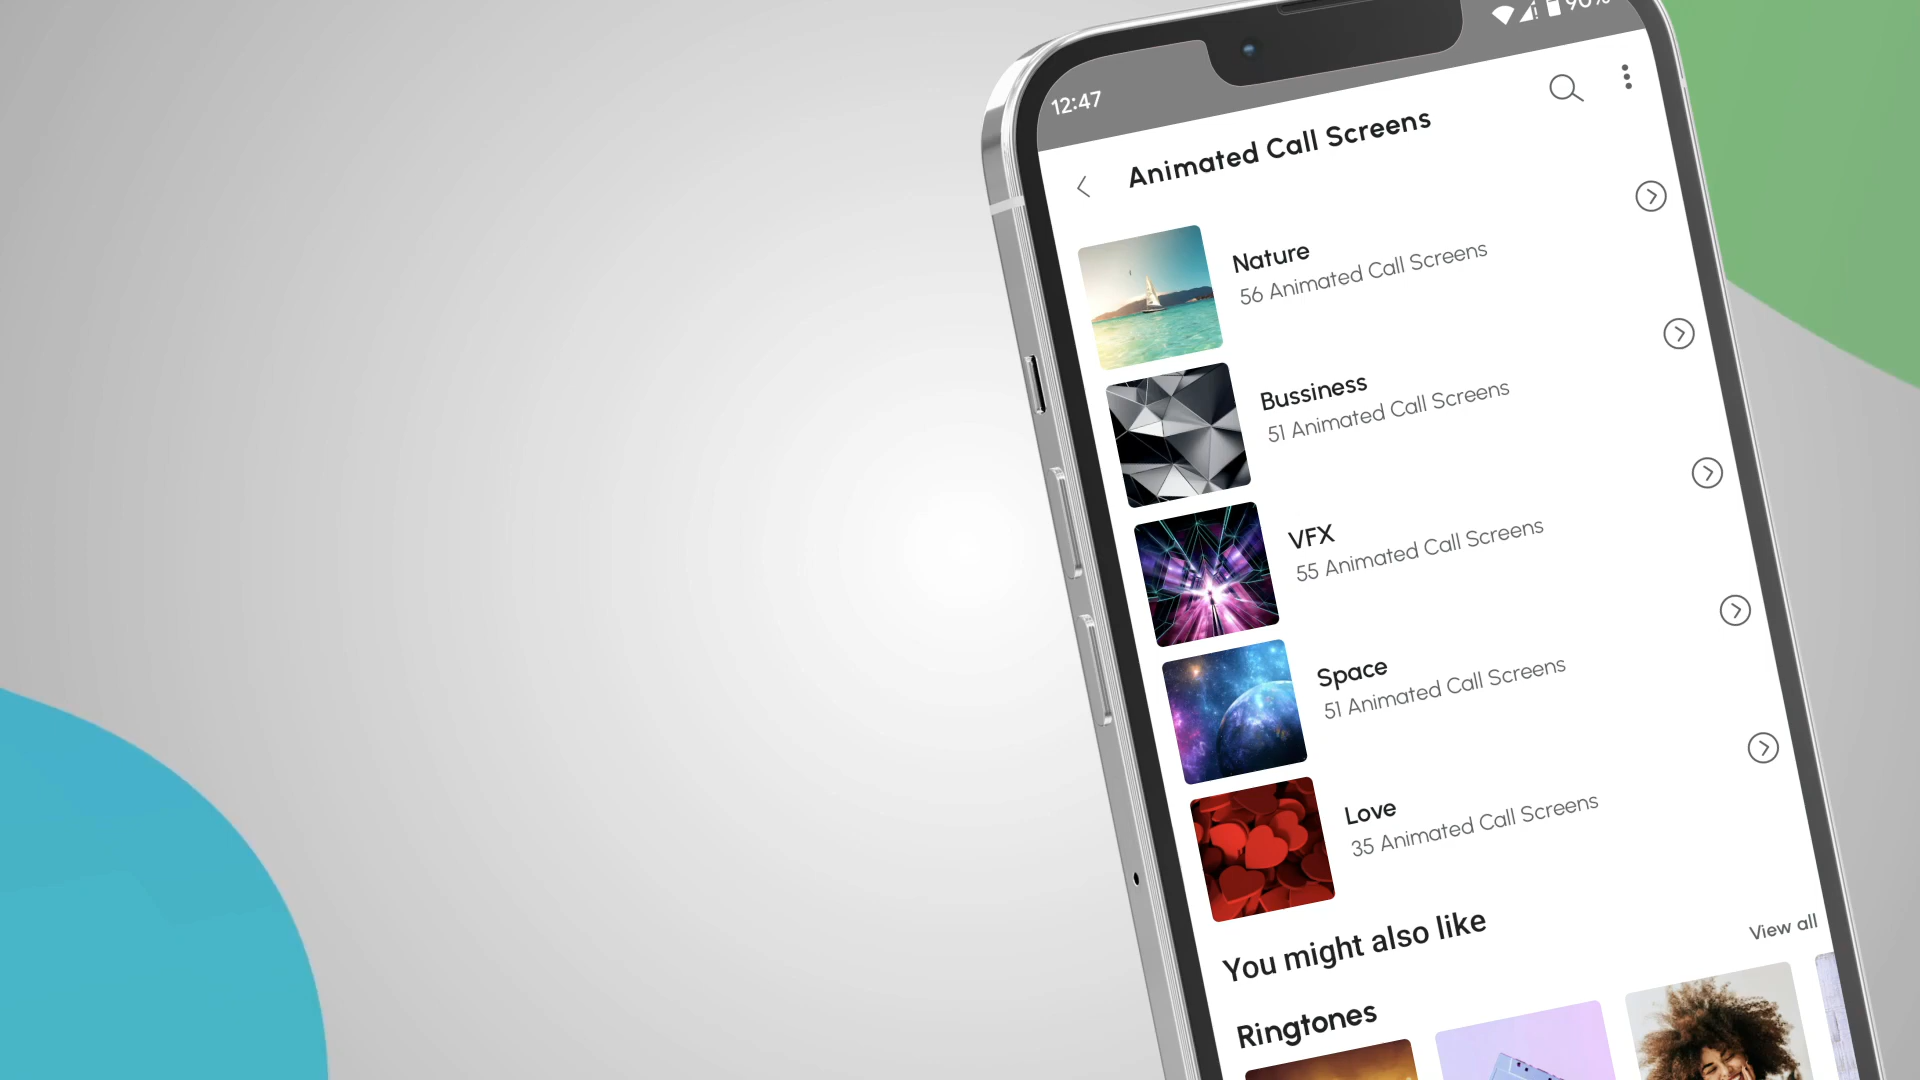 12:47
90%
Animated Call Screens
Nature
56 Animated Call Screens
Bussiness
51 Animated Call Screens
VFX
55 Animated Call Screens
Space
51 Animated Call Screens
Love
35 Animated Call Screens
You might also like
View all
Ringtones